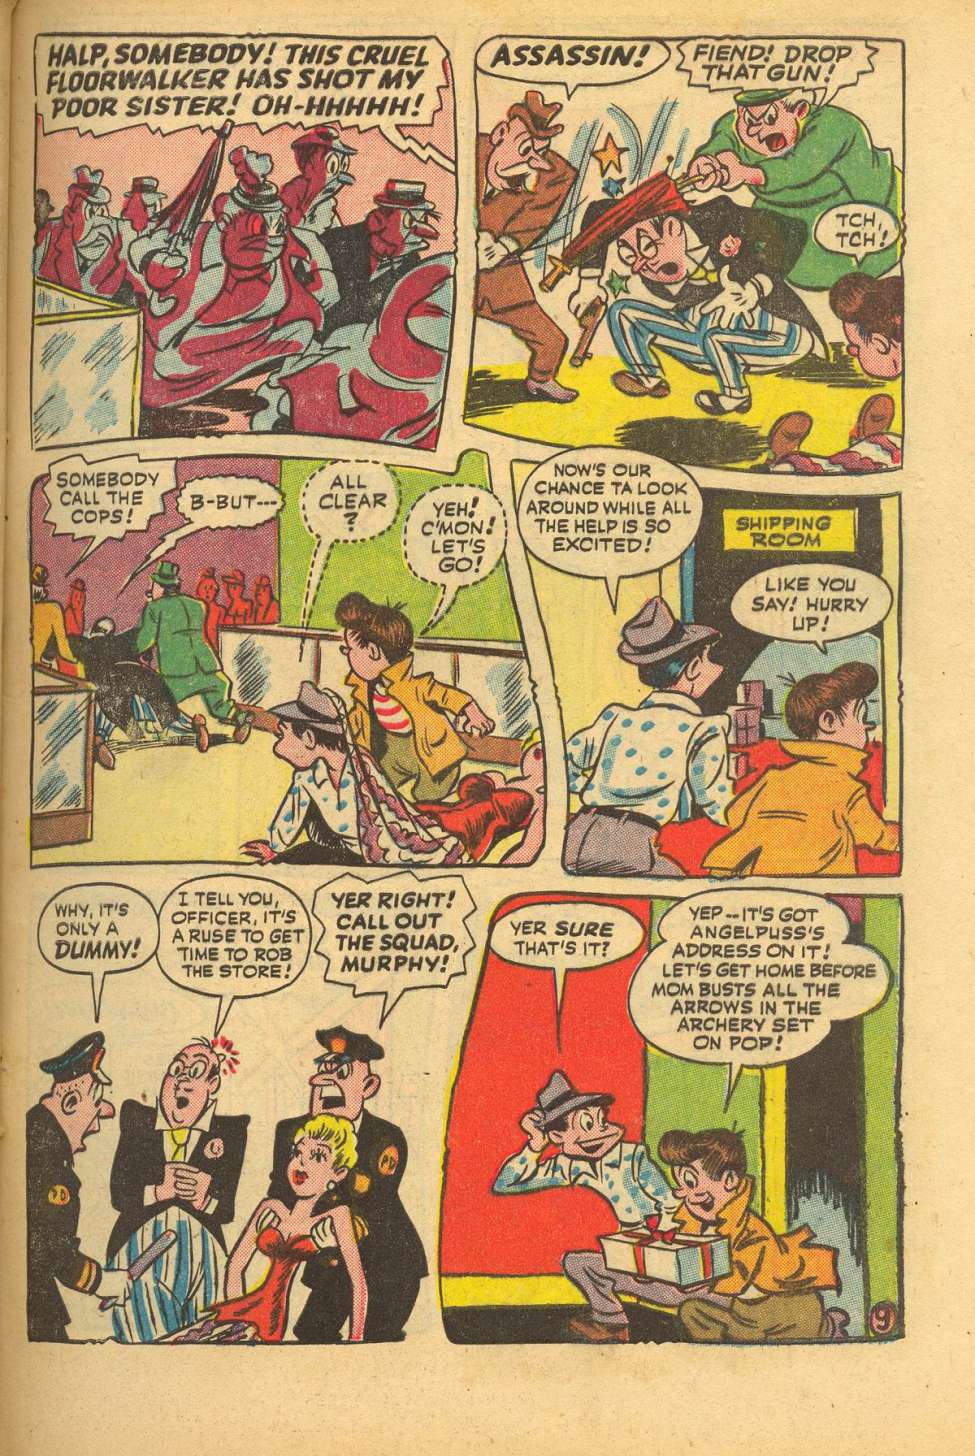 HALP, SOMEBODY! THIS CRUEL
FLOORWALKER HAS SHOT MY
POOR SISTER! OH-HHHHH!
ASSASSIN!
FIEND! DROP
THAT GUN!
TCH,
TCH!
SOMEBODY
CALL THE
COPS!
B-BUT---
ALL
CLEAR
?
YEH!
C'MON!
LET'S
GO!
NOW'S OUR
CHANCE TA LOOK
AROUND WHILE ALL
THE HELP IS SO
EXCITED!
SHIPPING
ROOM
LIKE YOU
SAY! HURRY
UP!
WHY, IT'S
ONLY A
DUMMY!
I TELL YOU,
OFFICER, IT'S
A RUSE TO GET
TIME TO ROB
THE STORE!
YER RIGHT!
CALL OUT
THE SQUAD,
MURPHY!
PD
PD
YER SURE
THAT'S IT?
YEP--IT'S GOT
ANGELPUSS'S
ADDRESS ON IT!
LET'S GET HOME BEFORE
MOM BUSTS ALL THE
ARROWS IN THE
ARCHERY SET
ON POP!
9